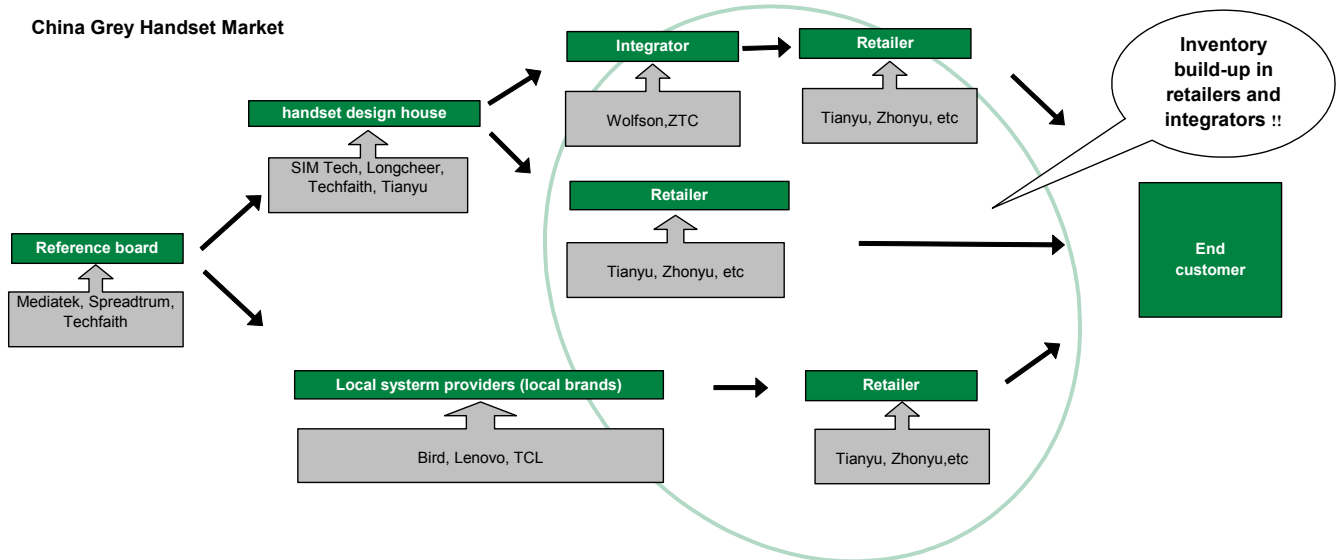 China Grey Handset Market
Integrator
Retailer
Inventory
build-up in
retailers and
integrators !!
Wolfson,ZTC
Tianyu, Zhonyu, etc
handset design house
SIM Tech, Longcheer,
Techfaith, Tianyu
Retailer
Tianyu, Zhonyu, etc
Reference board
Mediatek, Spreadtrum,
Techfaith
End
customer
Local systerm providers (local brands)
Bird, Lenovo, TCL
Retailer
Tianyu, Zhonyu,etc